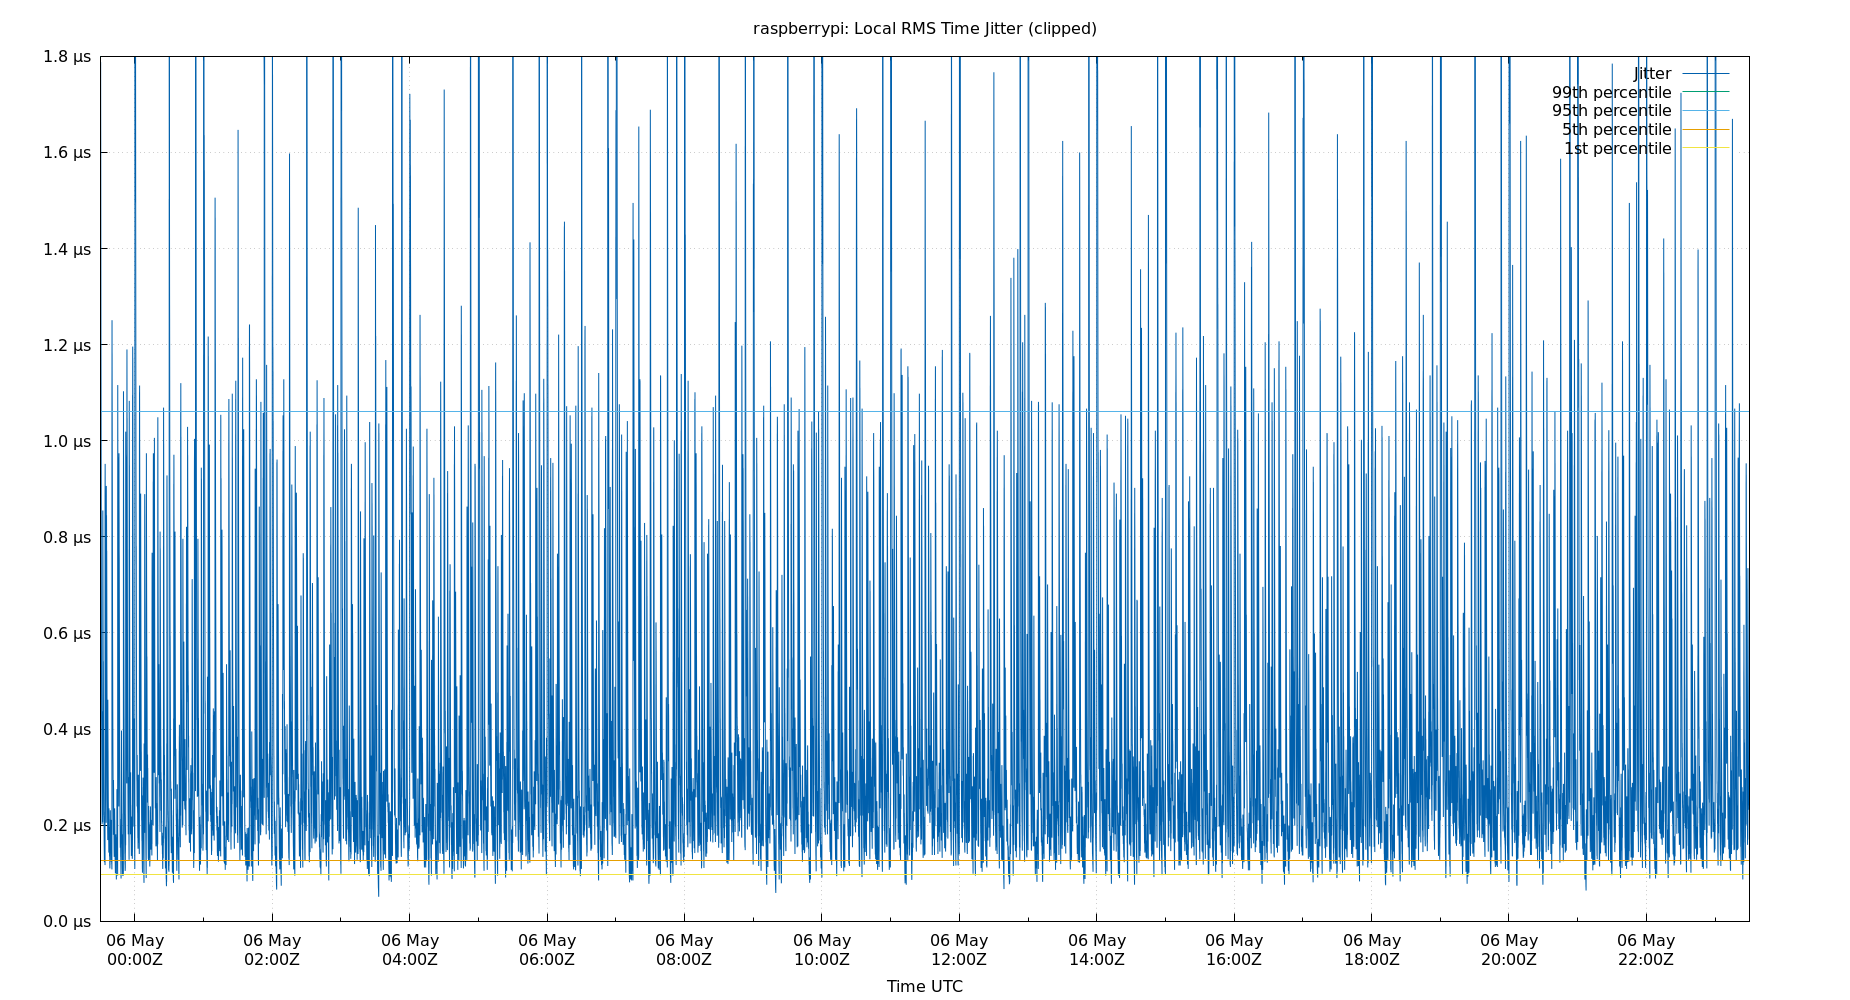 raspberrypi: Local RMS Time Jitter (clipped)
1.8 μs
1.6 μs
1.4 μs
1.2 μs
1.0 μs
0.8 μs
0.6 μs
0.4 μs
0.2 μs
0.0 μs
Jitter
99th percentile
95th percentile
5th percentile
1st percentile
06 May 06 May 06 May 06 May 06 May 06 May 06 May 06 May 06 May 06 May 06 May 06 May
00:00Z 02:00Z 04:00Z 06:00Z 08:00Z 10:00Z 12:00Z 14:00Z 16:00Z 18:00Z 20:00Z 22:00Z
Time UTC